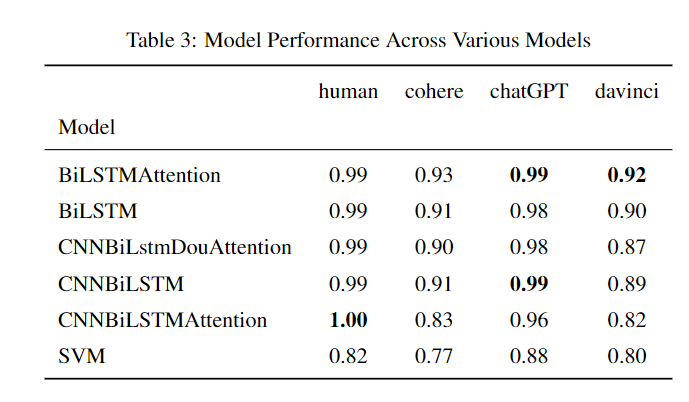 Table 3: Model Performance Across Various Models
human cohere chatGPT davinci
Model
BiLSTMAttention 0.99 0.93 0.99 0.92
BiLSTM 0.99 0.91 0.98 0.90
CNNBiLstmDouAttention 0.99 0.90 0.98 0.87
CNNBiLSTM 0.99 0.91 0.99 0.89
CNNBiLSTMAttention 1.00 0.83 0.96 0.82
SVM 0.82 0.77 0.88 0.80